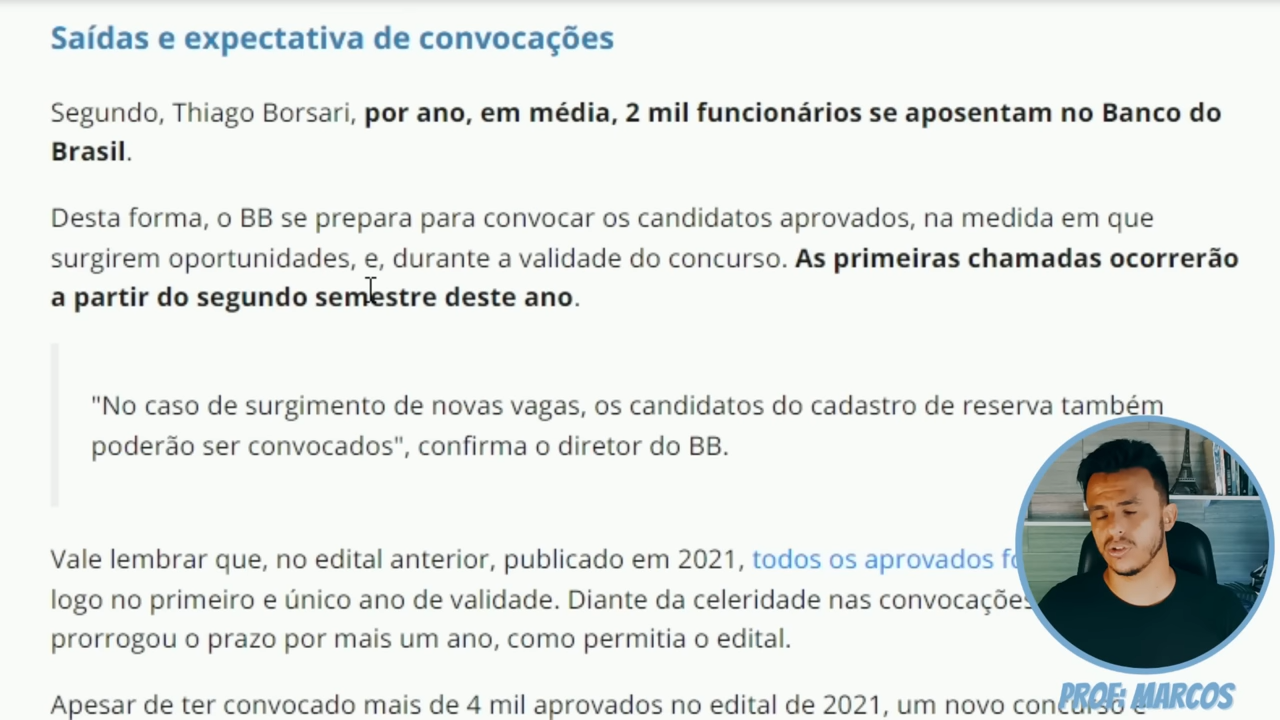 Saídas e expectativa de convocações
Segundo, Thiago Borsari, por ano, em média, 2 mil funcionários se aposentam no Banco do
Brasil.
Desta forma, o BB se prepara para convocar os candidatos aprovados, na medida em que
surgirem oportunidades, e, durante a validade do concurso. As primeiras chamadas ocorrerão
a partir do segundo semestre deste ano.
"No caso de surgimento de novas vagas, os candidatos do cadastro de reserva também
poderão ser convocados", confirma o diretor do BB.
Vale lembrar que, no edital anterior, publicado em 2021, todos os aprovados
logo no primeiro e único ano de validade. Diante da celeridade nas convocações
prorrogou o prazo por mais um ano, como permitia o edital.
Apesar de ter convocado mais de 4 mil aprovados no edital de 2021, um novo
PROF: MARCOS